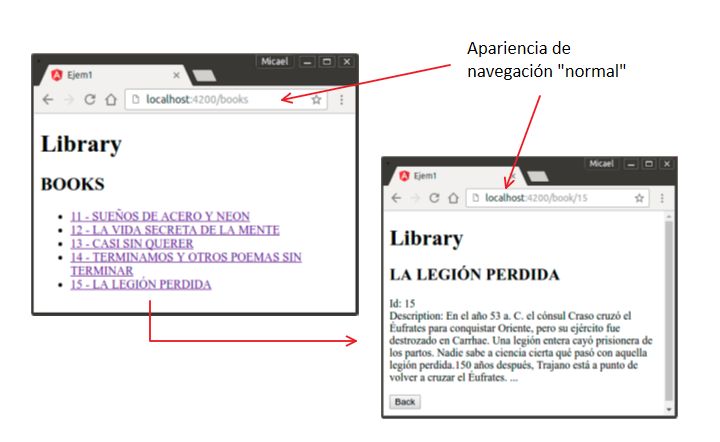 Apariencia de
navegación "normal"
Micael
Ejem1
localhost:4200/books
Library
BOOKS
11 - SUEÑOS DE ACERO Y NEON
12 - LA VIDA SECRETA DE LA MENTE
13 - CASI SIN QUERER
14 - TERMINAMOS Y OTROS POEMAS SIN
TERMINAR
15 - LA LEGIÓN PERDIDA
Micael
Ejem1
localhost:4200/book/15
Library
LA LEGIÓN PERDIDA
Id: 15
Description: En el año 53 a. C. el cónsul Craso cruzó el
Éufrates para conquistar Oriente, pero su ejército fue
destrozado en Carrhae. Una legión entera cayó prisionera de
los partos. Nadie sabe a ciencia cierta qué pasó con aquella
legión perdida.150 años después, Trajano está a punto de
volver a cruzar el Éufrates. ...
Back